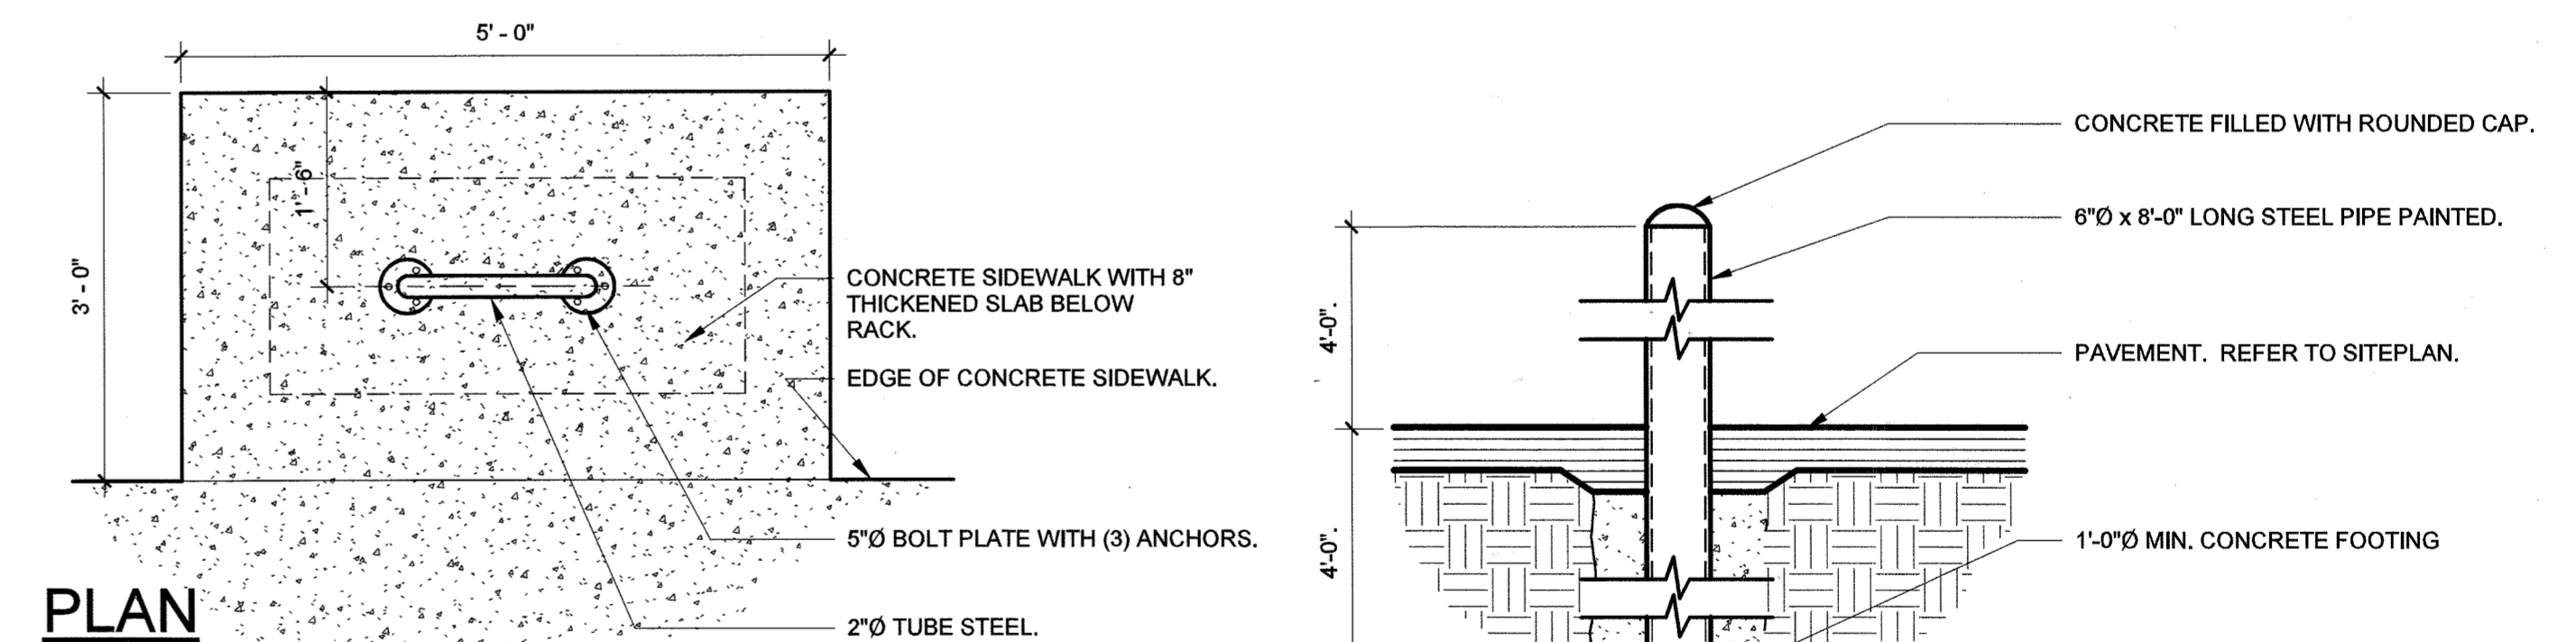 5' - 0"
3' - 0"
1' - 6"
CONCRETE SIDEWALK WITH 8"
THICKENED SLAB BELOW
RACK.
EDGE OF CONCRETE SIDEWALK.
5"Ø BOLT PLATE WITH (3) ANCHORS.
2"Ø TUBE STEEL.
PLAN
CONCRETE FILLED WITH ROUNDED CAP.
6"Ø x 8'-0" LONG STEEL PIPE PAINTED.
4'-0".
PAVEMENT. REFER TO SITEPLAN.
4'-0".
1'-0"Ø MIN. CONCRETE FOOTING